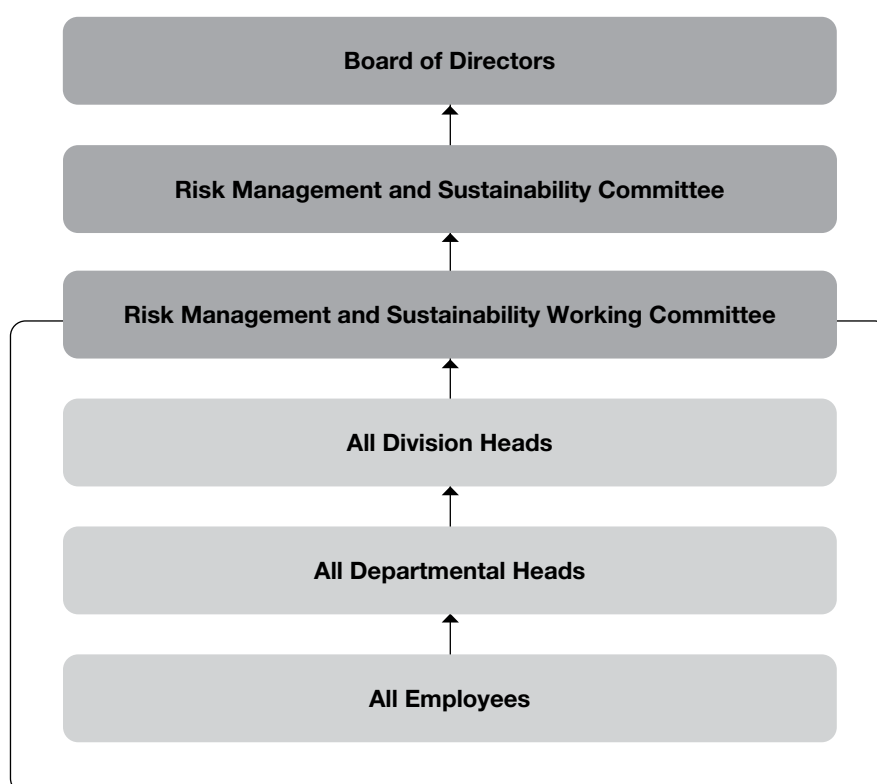 Board of Directors
Risk Management and Sustainability Committee
Risk Management and Sustainability Working Committee
All Division Heads
All Departmental Heads
All Employees